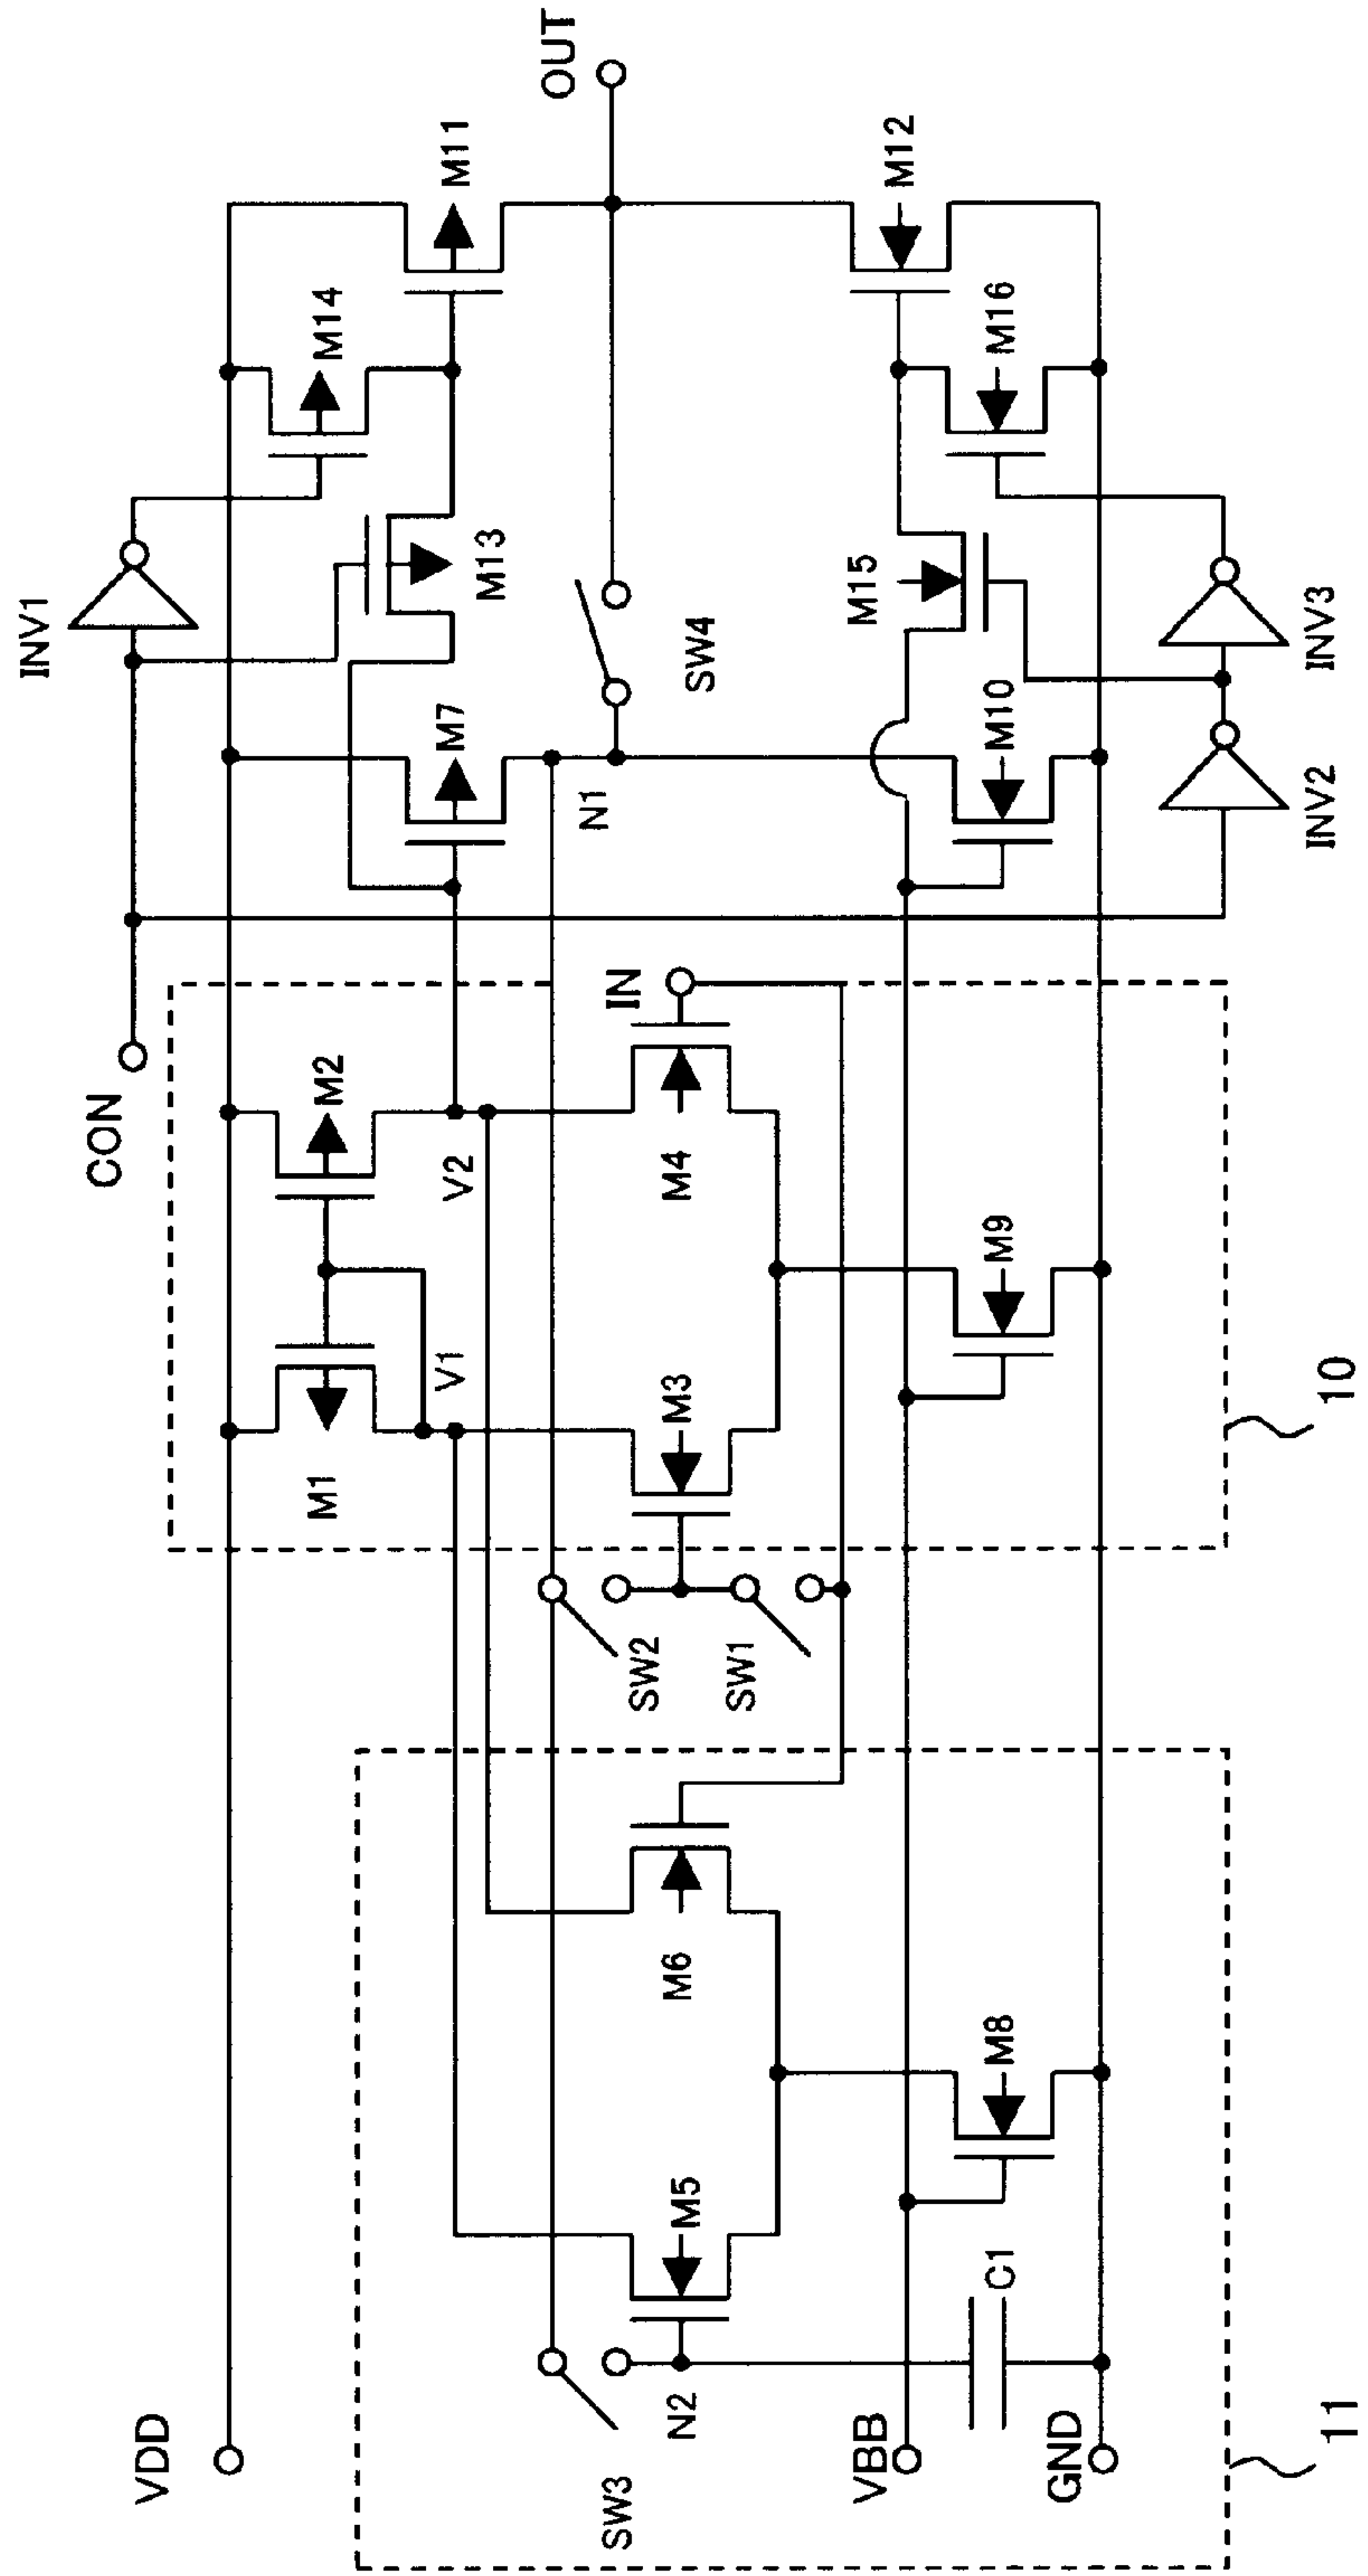 OUT
M11
M12
M14
M16
INV1
M13
M15
INV3
SW4
M7
N1
M10
INV2
CON
IN
M2
V2
M4
M9
M1
V1
M3
10
SW2
SW1
M6
M8
M5
C1
N2
SW3
VDD
VBB
GND
11